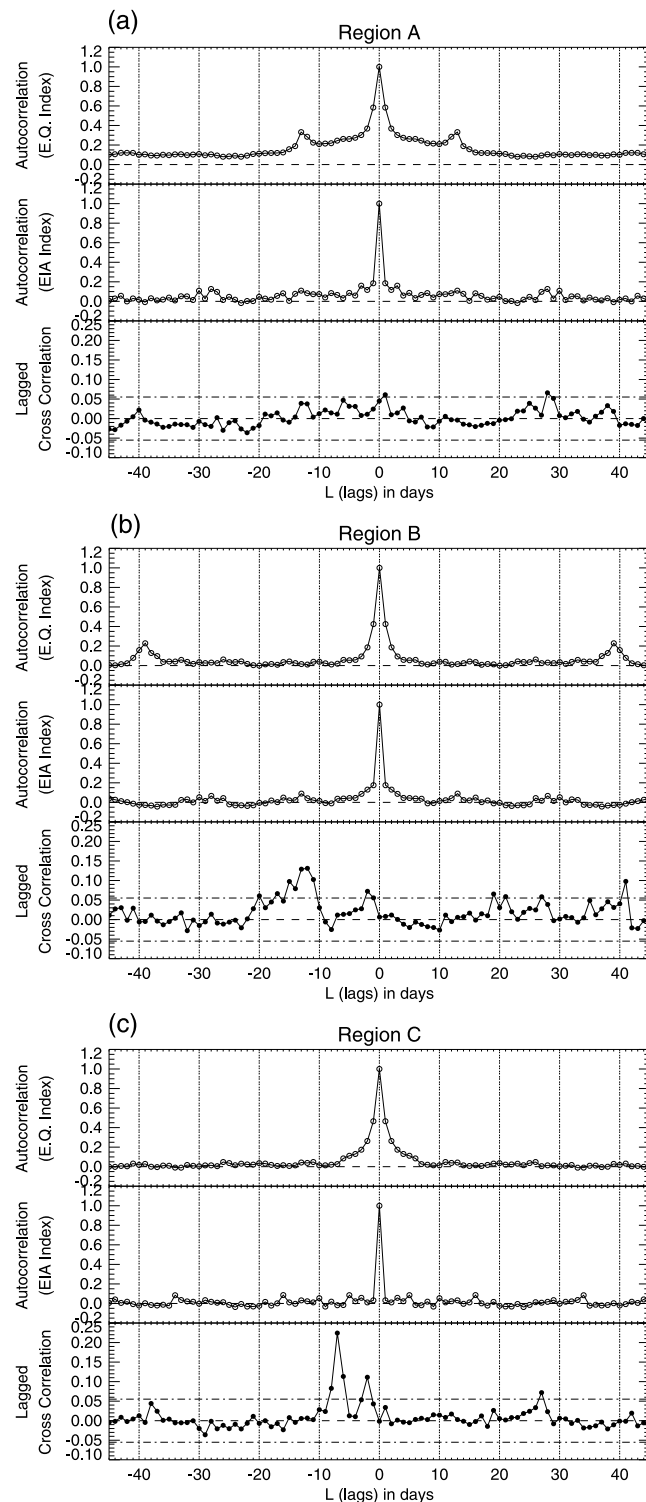 (a)
Region A
Autocorrelation
(E.Q. Index)
1.2
1.0
0.8
0.6
0.4
0.2
0.0
-0.2
Autocorrelation
(EIA Index)
1.2
1.0
0.8
0.6
0.4
0.2
0.0
-0.2
Lagged
Cross Correlation
0.25
0.20
0.15
0.10
0.05
0.00
-0.05
-0.10
-40 -30 -20 -10 0 10 20 30 40
L (lags) in days
(b)
Region B
Autocorrelation
(E.Q. Index)
1.2
1.0
0.8
0.6
0.4
0.2
0.0
-0.2
Autocorrelation
(EIA Index)
1.2
1.0
0.8
0.6
0.4
0.2
0.0
-0.2
Lagged
Cross Correlation
0.25
0.20
0.15
0.10
0.05
0.00
-0.05
-0.10
-40 -30 -20 -10 0 10 20 30 40
L (lags) in days
(c)
Region C
Autocorrelation
(E.Q. Index)
1.2
1.0
0.8
0.6
0.4
0.2
0.0
-0.2
Autocorrelation
(EIA Index)
1.2
1.0
0.8
0.6
0.4
0.2
0.0
-0.2
Lagged
Cross Correlation
0.25
0.20
0.15
0.10
0.05
0.00
-0.05
-0.10
-40 -30 -20 -10 0 10 20 30 40
L (lags) in days